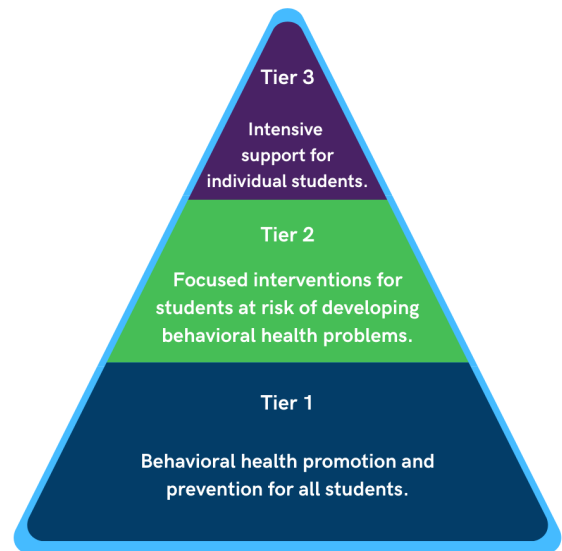 Tier 3
Intensive
support for
individual students.
Tier 2
Focused interventions for
students at risk of developing
behavioral health problems.
Tier 1
Behavioral health promotion and
prevention for all students.